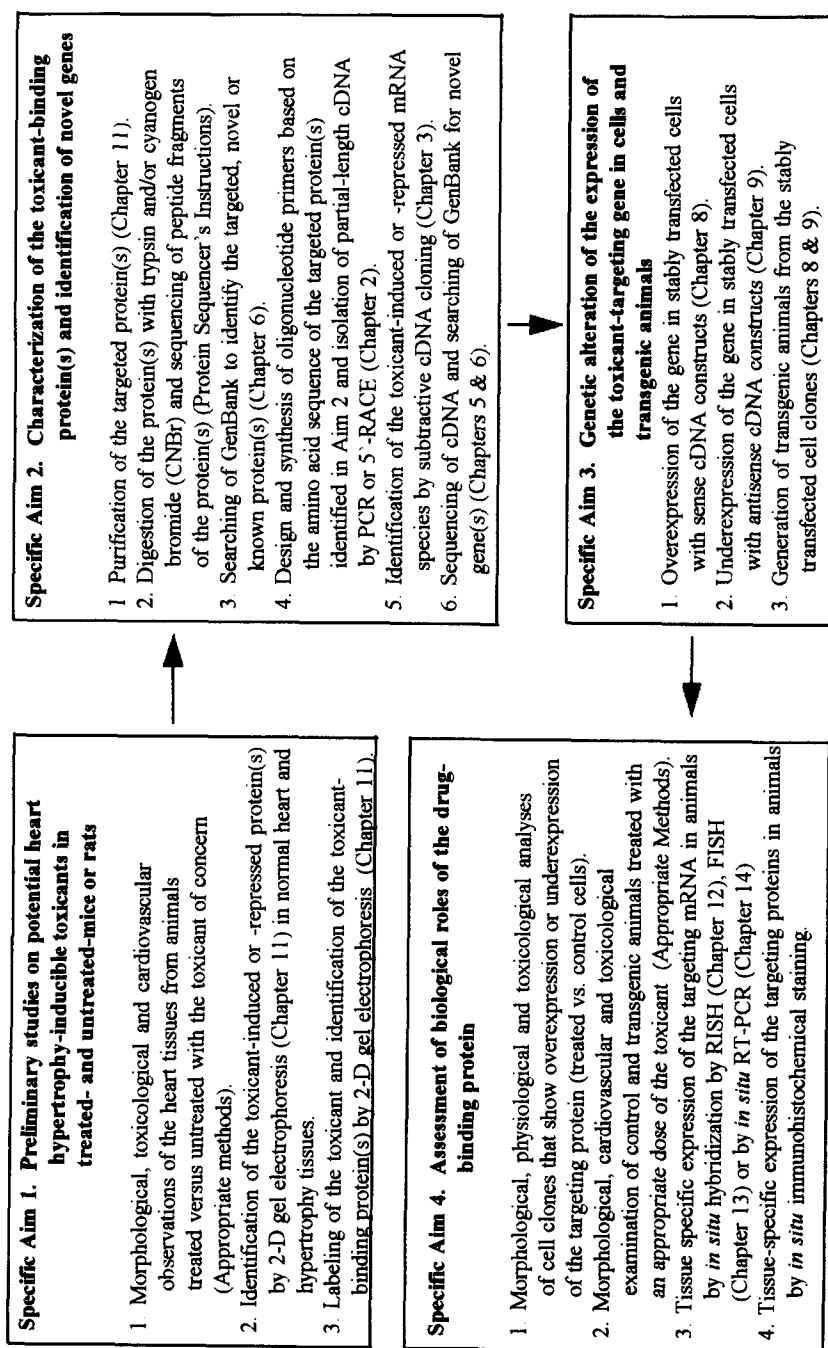 Specific Aim 1. Preliminary studies on potential heart
hypertrophy-inducible toxicants in
treated- and untreated-mice or rats
1. Morphological, toxicological and cardiovascular
observations of the heart tissues from animals
treated versus untreated with the toxicant of concern
(Appropriate methods).
2. Identification of the toxicant-induced or -repressed protein(s)
by 2-D gel electrophoresis (Chapter 11) in normal heart and
hypertrophy tissues.
3. Labeling of the toxicant and identification of the toxicant-
binding protein(s) by 2-D gel electrophoresis (Chapter 11).
Specific Aim 2. Characterization of the toxicant-binding
protein(s) and identification of novel genes
1 Purification of the targeted protein(s) (Chapter 11).
2. Digestion of the protein(s) with trypsin and/or cyanogen
bromide (CNBr) and sequencing of peptide fragments
of the protein(s) (Protein Sequencer's Instructions).
3. Searching of GenBank to identify the targeted, novel or
known protein(s) (Chapter 6).
4. Design and synthesis of oligonucleotide primers based on
the amino acid sequence of the targeted protein(s)
identified in Aim 2 and isolation of partial-length cDNA
by PCR or 5`-RACE (Chapter 2).
5. Identification of the toxicant-induced or -repressed mRNA
species by subtractive cDNA cloning (Chapter 3).
6. Sequencing of cDNA and searching of GenBank for novel
gene(s) (Chapters 5 & 6).
Specific Aim 3. Genetic alteration of the expression of
the toxicant-targeting gene in cells and
transgenic animals
1. Overexpression of the gene in stably transfected cells
with sense cDNA constructs (Chapter 8).
2. Underexpression of the gene in stably transfected cells
with antisense cDNA constructs (Chapter 9).
3. Generation of transgenic animals from the stably
transfected cell clones (Chapters 8 & 9).
Specific Aim 4. Assessment of biological roles of the drug-
binding protein
1. Morphological, physiological and toxicological analyses
of cell clones that show overexpression or underexpression
of the targeting protein (treated vs. control cells).
2. Morphological, cardiovascular and toxicological
examination of control and transgenic animals treated with
an appropriate dose of the toxicant (Appropriate Methods).
3. Tissue specific expression of the targeting mRNA in animals
by in situ hybridization by RISH (Chapter 12), FISH
(Chapter 13) or by in situ RT-PCR (Chapter 14)
4. Tissue-specific expression of the targeting proteins in animals
by in situ immunohistochemical staining.